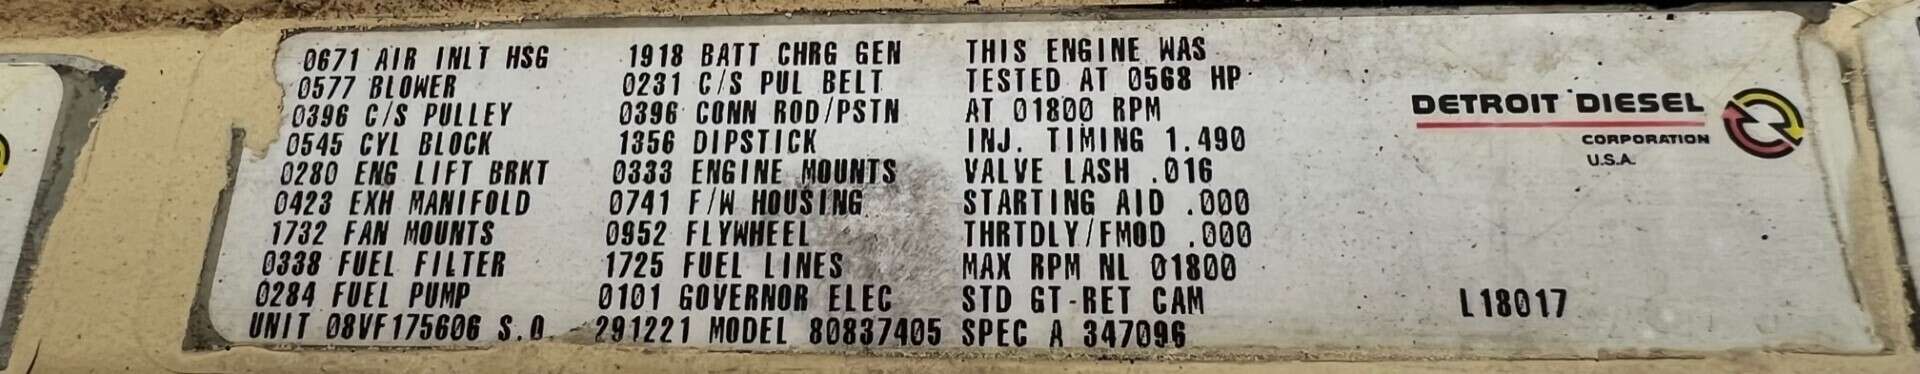 0671 AIR INLT HSG 1918 BATT CHRG GEN THIS ENGINE WAS
0577 BLOWER 0231 C/S PUL BELT TESTED AT 0568 HP
0396 C/S PULLEY 0396 CONN ROD/PSTN AT 01800 RPM
0545 CYL BLOCK 1356 DIPSTICK INJ. TIMING 1.490
0280 ENG LIFT BRKT 0333 ENGINE MOUNTS VALVE LASH .016
0423 EXH MANIFOLD 0741 F/W HOUSING STARTING AID .000
1732 FAN MOUNTS 0952 FLYWHEEL THRTDLY/FMOD .000
0338 FUEL FILTER 1725 FUEL LINES MAX RPM NL 01800
0284 FUEL PUMP 0101 GOVERNOR ELEC STD GT-RET CAM
UNIT 08VF175606 S.O. 291221 MODEL 80837405 SPEC A 347096
DETROIT DIESEL
CORPORATION
U.S.A.
L18017